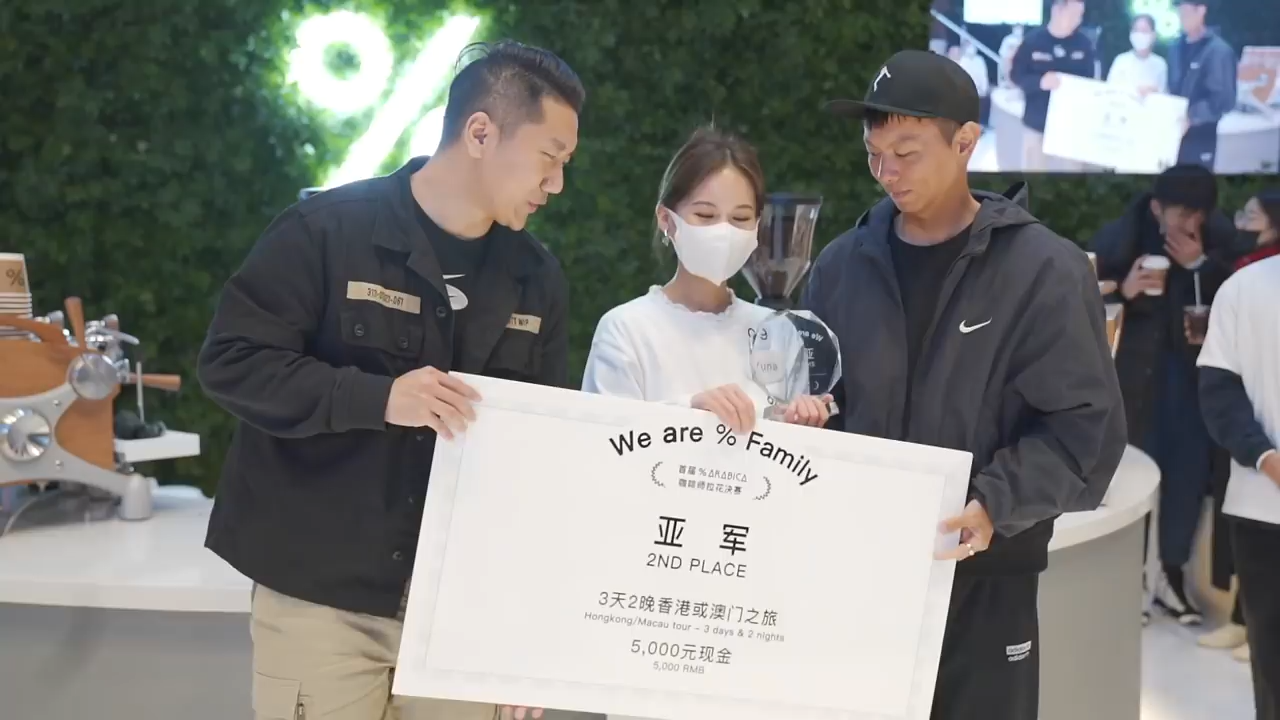 %
%
We are % Family
首届 % ARABICA
咖啡师拉花决赛
亚 军
2ND PLACE
3天2晚香港或澳门之旅
Hongkong/Macau tour - 3 days & 2 nights
5,000元现金
5,000 RMB